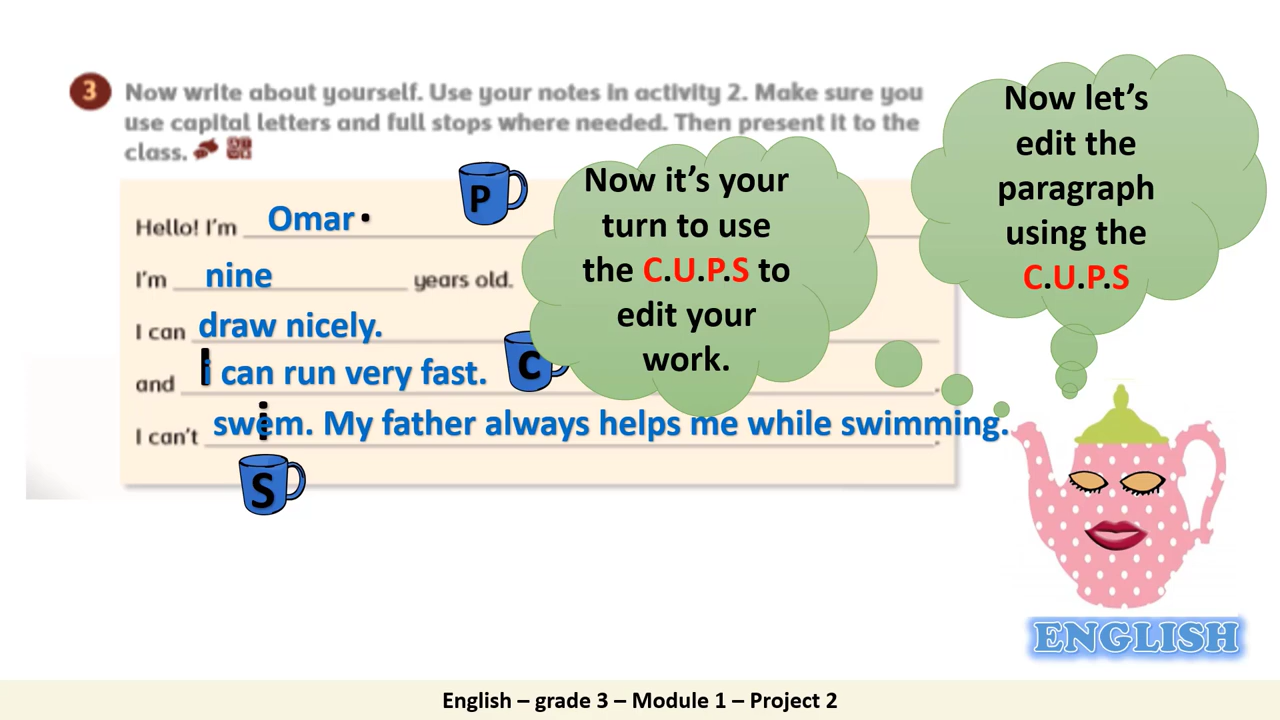 3 Now write about yourself. Use your notes in activity 2. Make sure you
use capital letters and full stops where needed. Then present it to the
class.
Hello! I'm Omar.
P
I'm nine years old.
I can draw nicely.
and i can run very fast.
I
C
I can't swem. My father always helps me while swimming.
i
S
Now it's your
turn to use
the C.U.P.S to
edit your
work.
Now let's
edit the
paragraph
using the
C.U.P.S
ENGLISH
English – grade 3 – Module 1 – Project 2